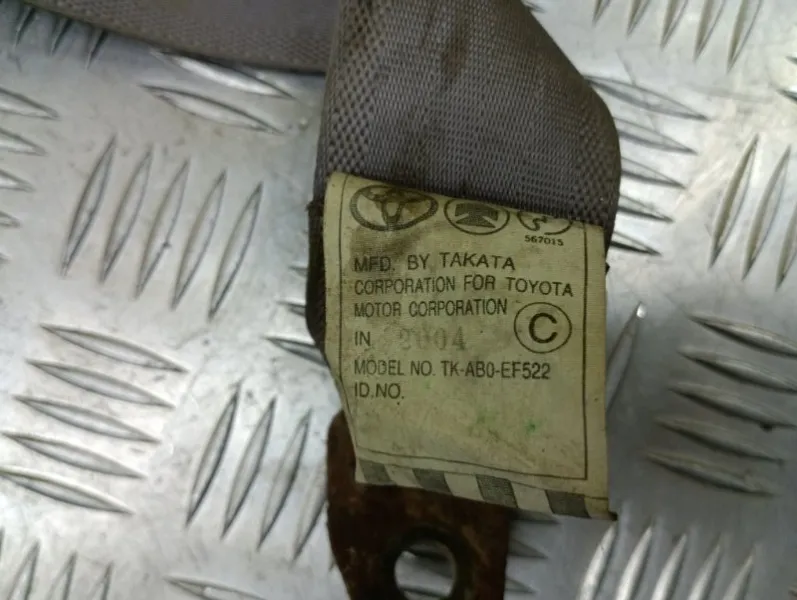 567015
MFD. BY TAKATA
CORPORATION FOR TOYOTA
MOTOR CORPORATION
IN 2004 C
MODEL NO. TK-AB0-EF522
ID.NO.